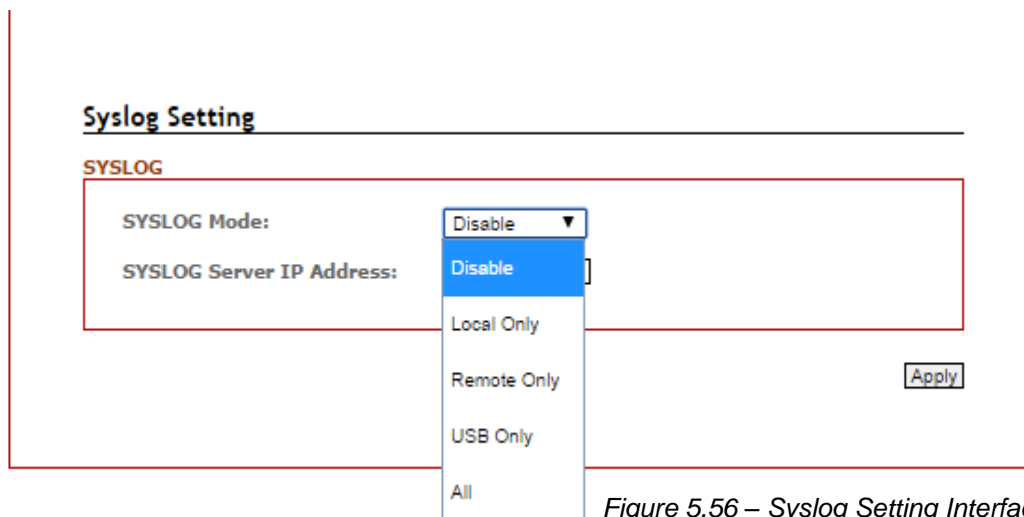 Syslog Setting
SYSLOG
SYSLOG Mode:
Disable
SYSLOG Server IP Address:
Disable
Local Only
Remote Only
USB Only
All
Apply
Figure 5.56 – Syslog Setting